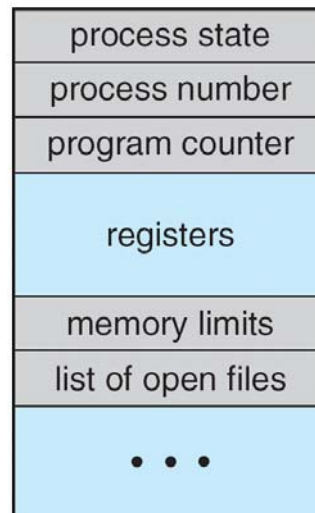 process state
process number
program counter
registers
memory limits
list of open files
• • •